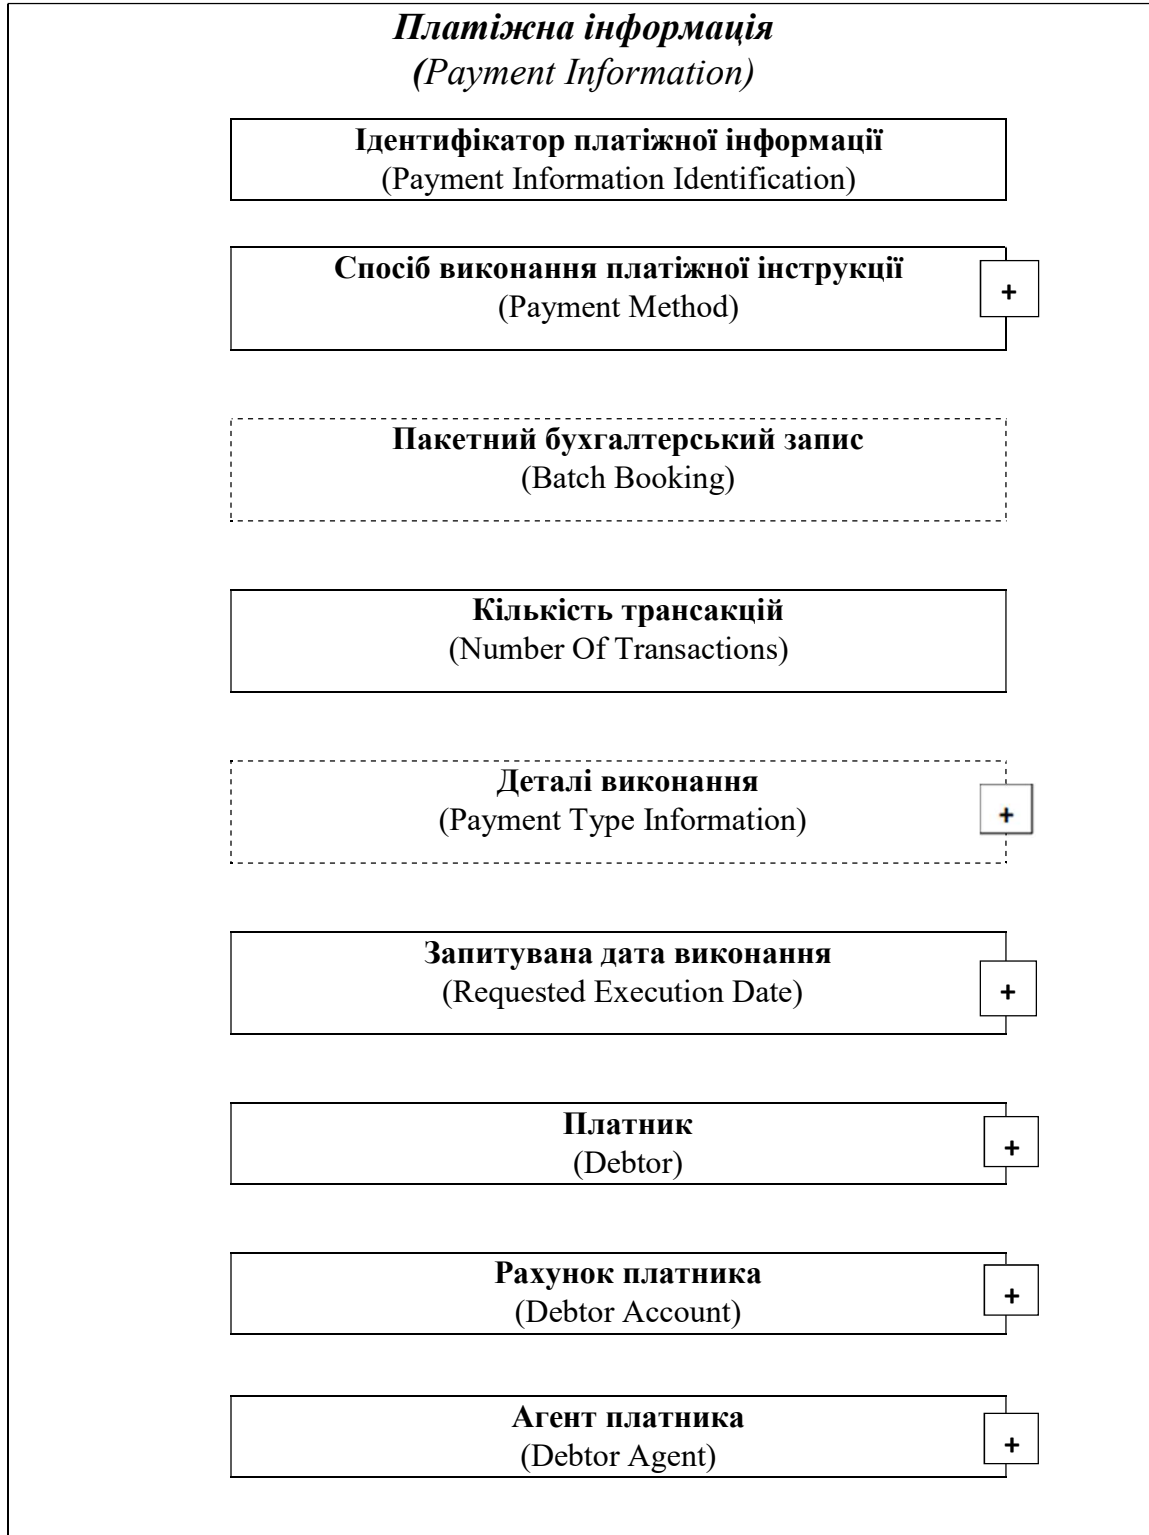 Платіжна інформація
(Payment Information)
Ідентифікатор платіжної інформації
(Payment Information Identification)
Спосіб виконання платіжної інструкції
(Payment Method)
+
Пакетний бухгалтерський запис
(Batch Booking)
Кількість трансакцій
(Number Of Transactions)
Деталі виконання
(Payment Type Information)
+
Запитувана дата виконання
(Requested Execution Date)
+
Платник
(Debtor)
+
Рахунок платника
(Debtor Account)
+
Агент платника
(Debtor Agent)
+